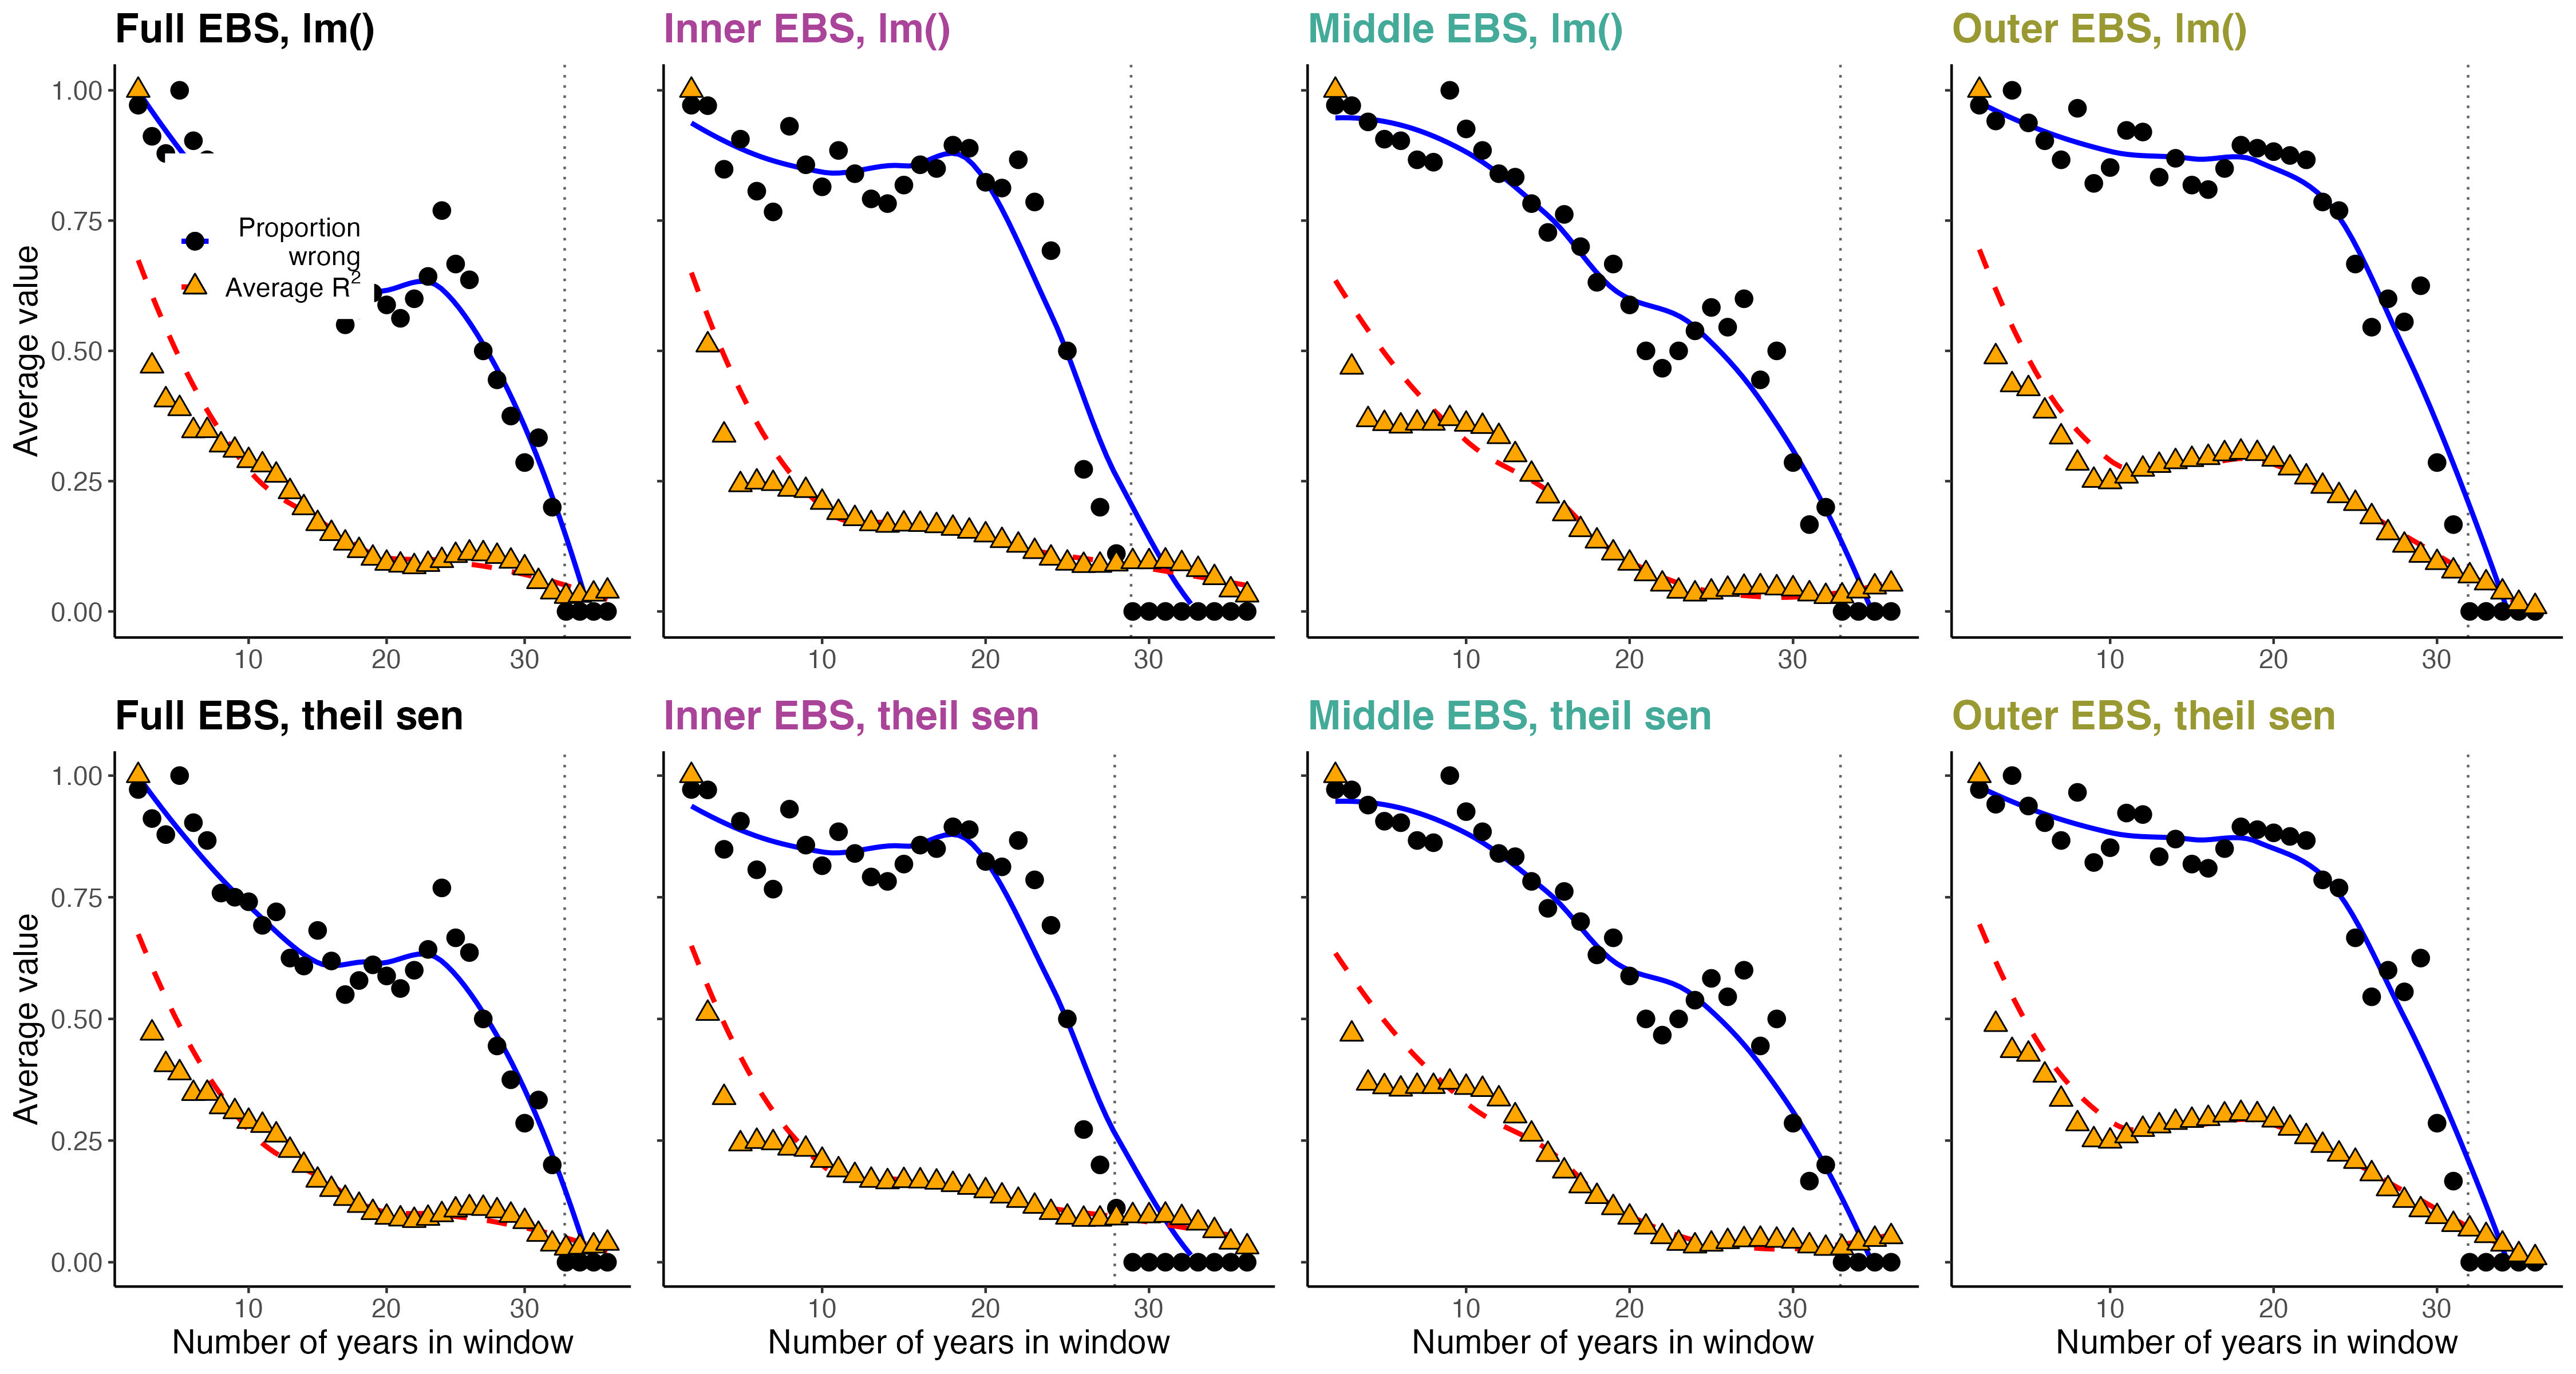 Full EBS, lm()
Inner EBS, lm()
Middle EBS, lm()
Outer EBS, lm()
Average value
1.00
0.75
0.50
0.25
0.00
Proportion
wrong
Average R²
10 20 30
10 20 30
10 20 30
10 20 30
Full EBS, theil sen
Inner EBS, theil sen
Middle EBS, theil sen
Outer EBS, theil sen
Average value
1.00
0.75
0.50
0.25
0.00
10 20 30
10 20 30
10 20 30
10 20 30
Number of years in window
Number of years in window
Number of years in window
Number of years in window